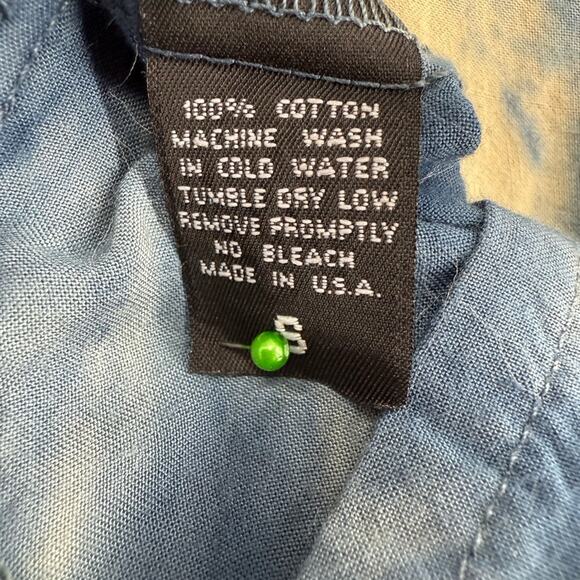 100% COTTON
MACHINE WASH
IN COLD WATER
TUMBLE DRY LOW
REMOVE PROMPTLY
NO BLEACH
MADE IN U.S.A.